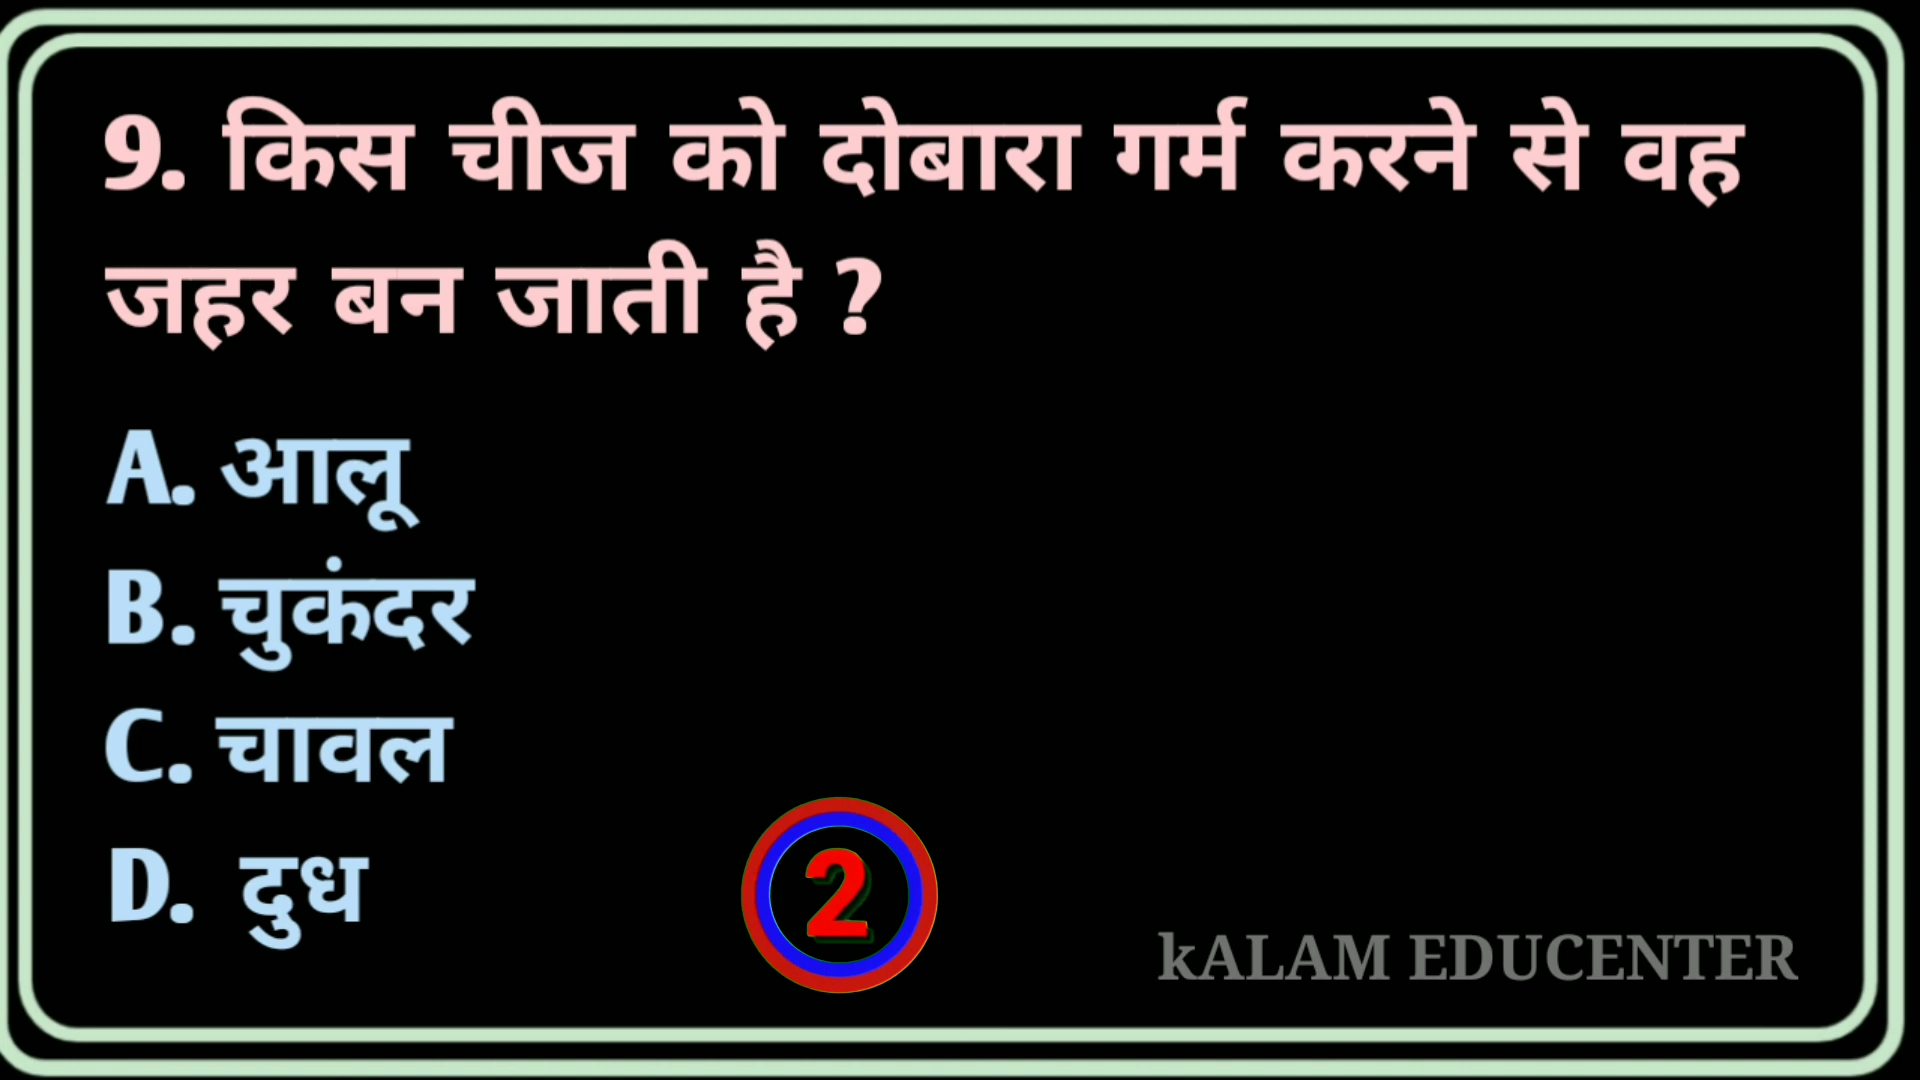 9. किस चीज को दोबारा गर्म करने से वह
जहर बन जाती है ?
A. आलू
B. चुकंदर
C. चावल
D. दुध
2
kALAM EDUCENTER